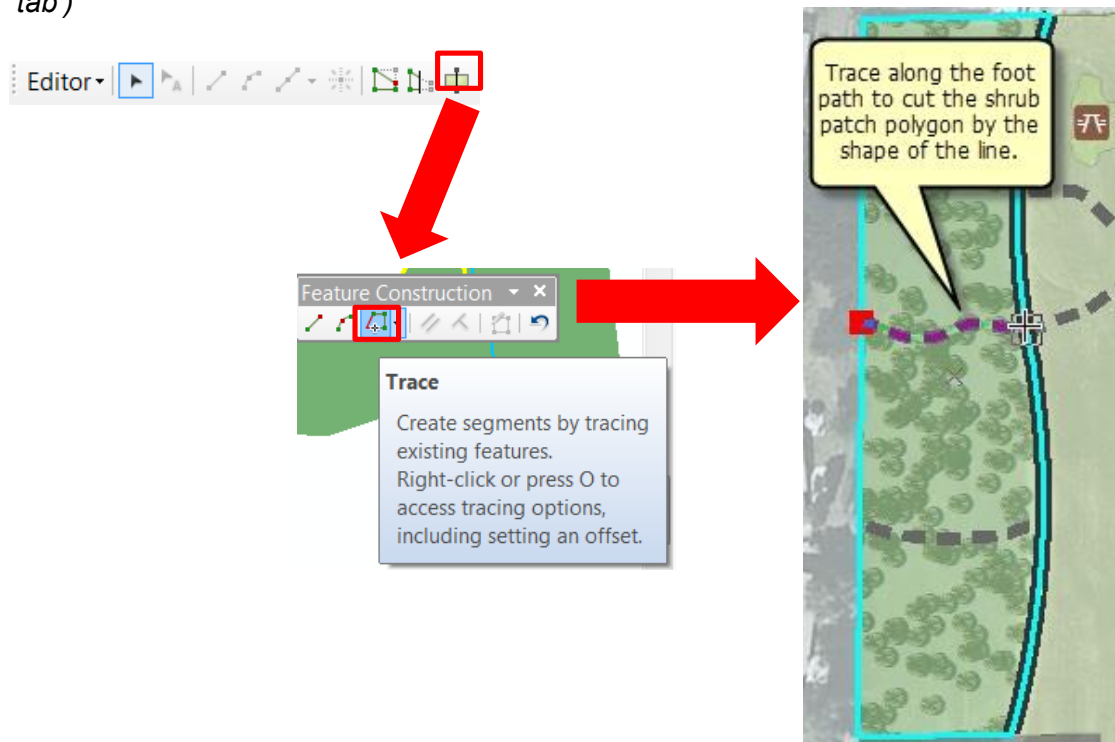 tab )
Editor
Trace along the foot
path to cut the shrub
patch polygon by the
shape of the line.
Feature Construction
Trace
Create segments by tracing
existing features.
Right-click or press O to
access tracing options,
including setting an offset.